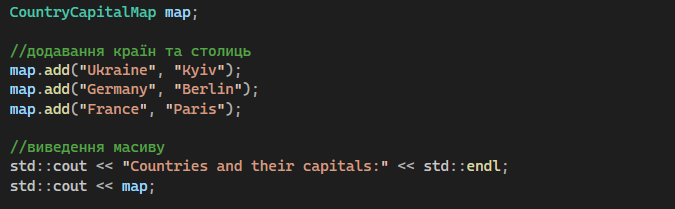 CountryCapitalMap map;
//додавання країн та столиць
map.add("Ukraine", "Kyiv");
map.add("Germany", "Berlin");
map.add("France", "Paris");
//виведення масиву
std::cout << "Countries and their capitals:" << std::endl;
std::cout << map;